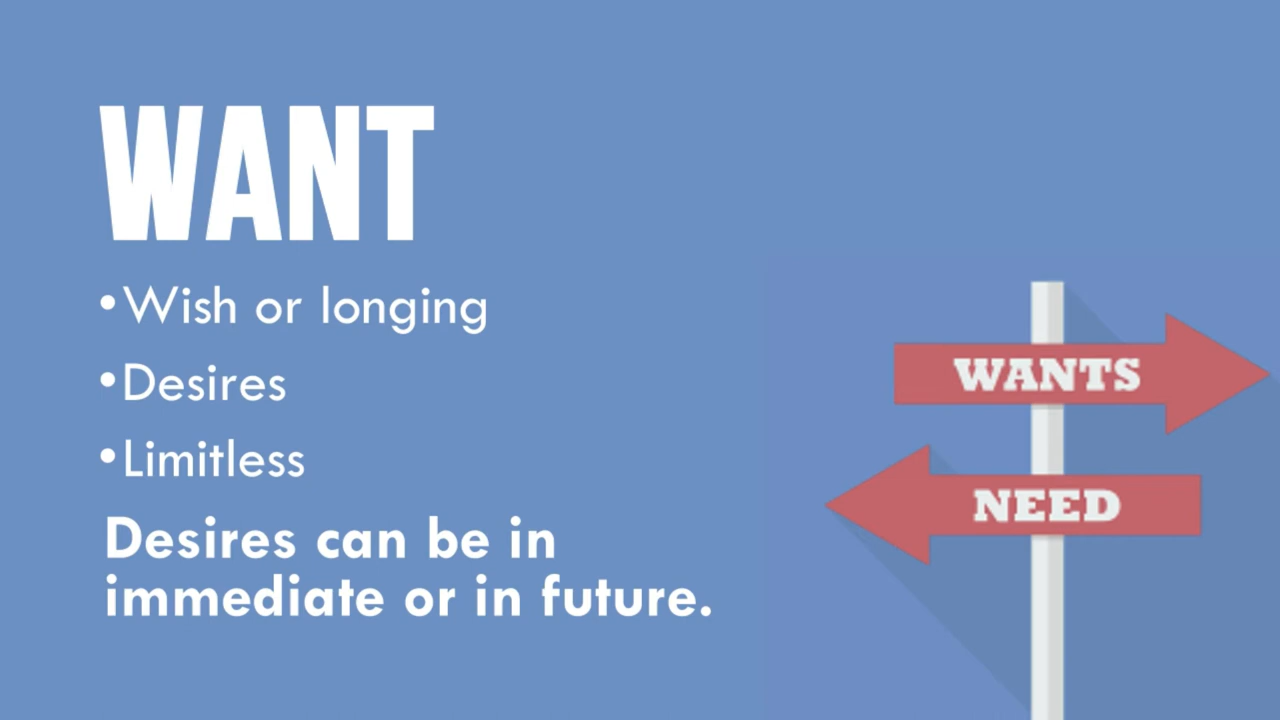 WANT
•Wish or longing
•Desires
•Limitless
Desires can be in
immediate or in future.
WANTS
NEED